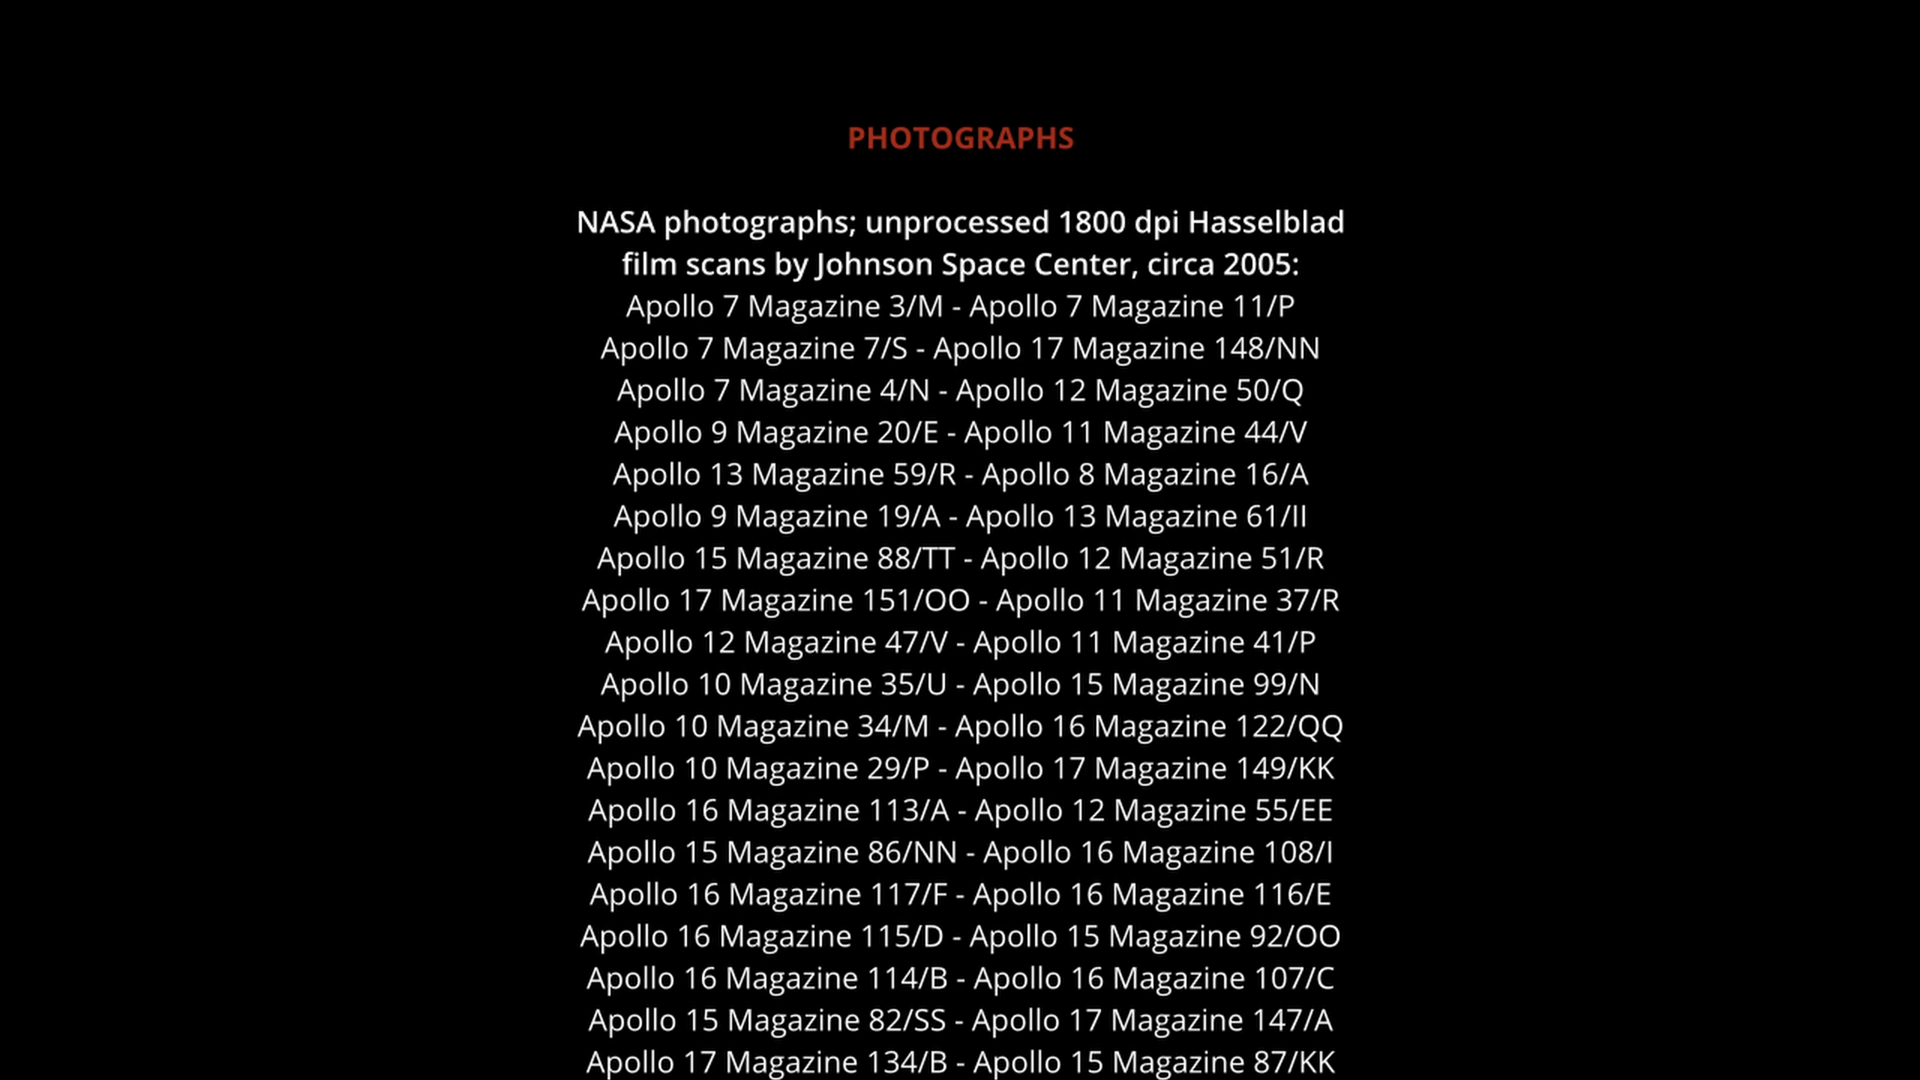 PHOTOGRAPHS
NASA photographs; unprocessed 1800 dpi Hasselblad
film scans by Johnson Space Center, circa 2005:
Apollo 7 Magazine 3/M - Apollo 7 Magazine 11/P
Apollo 7 Magazine 7/S - Apollo 17 Magazine 148/NN
Apollo 7 Magazine 4/N - Apollo 12 Magazine 50/Q
Apollo 9 Magazine 20/E - Apollo 11 Magazine 44/V
Apollo 13 Magazine 59/R - Apollo 8 Magazine 16/A
Apollo 9 Magazine 19/A - Apollo 13 Magazine 61/II
Apollo 15 Magazine 88/TT - Apollo 12 Magazine 51/R
Apollo 17 Magazine 151/OO - Apollo 11 Magazine 37/R
Apollo 12 Magazine 47/V - Apollo 11 Magazine 41/P
Apollo 10 Magazine 35/U - Apollo 15 Magazine 99/N
Apollo 10 Magazine 34/M - Apollo 16 Magazine 122/QQ
Apollo 10 Magazine 29/P - Apollo 17 Magazine 149/KK
Apollo 16 Magazine 113/A - Apollo 12 Magazine 55/EE
Apollo 15 Magazine 86/NN - Apollo 16 Magazine 108/I
Apollo 16 Magazine 117/F - Apollo 16 Magazine 116/E
Apollo 16 Magazine 115/D - Apollo 15 Magazine 92/OO
Apollo 16 Magazine 114/B - Apollo 16 Magazine 107/C
Apollo 15 Magazine 82/SS - Apollo 17 Magazine 147/A
Apollo 17 Magazine 134/B - Apollo 15 Magazine 87/KK